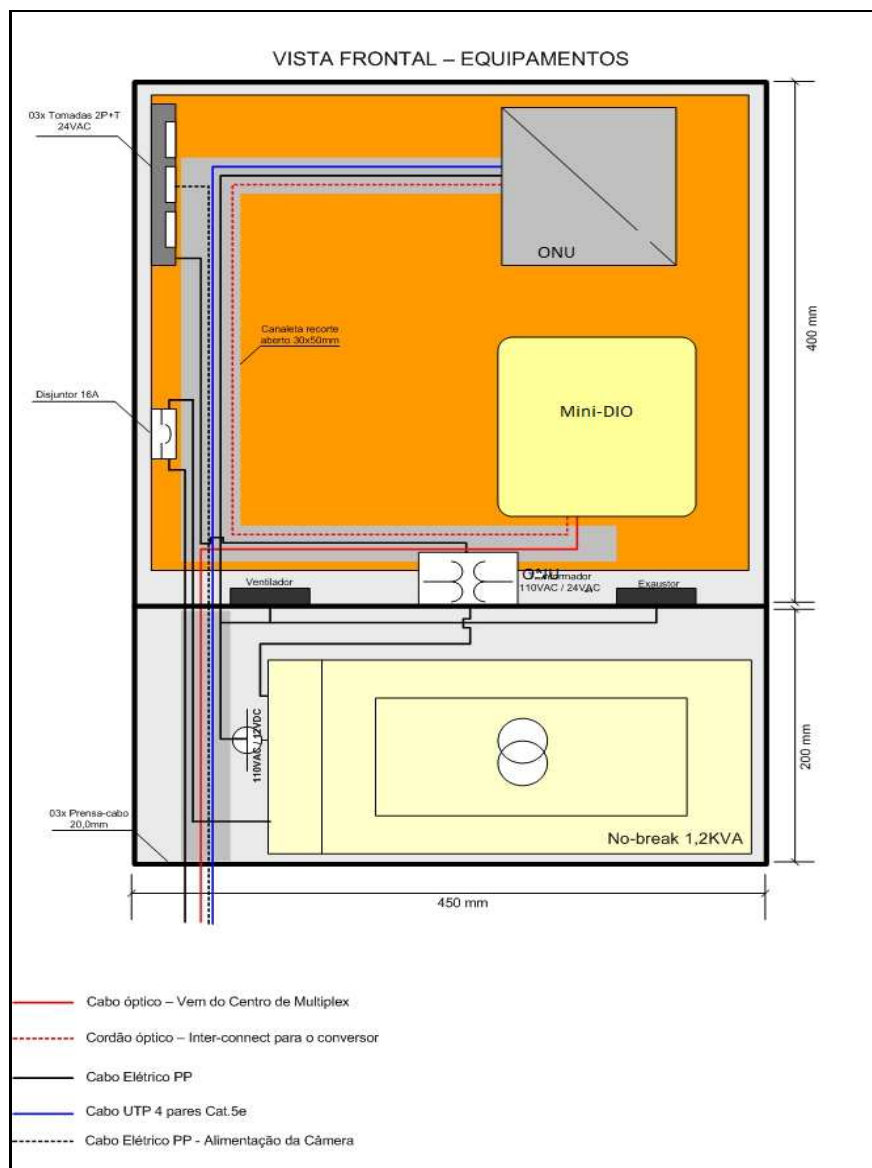 VISTA FRONTAL – EQUIPAMENTOS
03x Tomadas 2P+T
24VAC
ONU
400 mm
Canaleta recorte
aberto 30x50mm
Disjuntor 16A
Mini-DIO
Ventilador
ONU
110VAC / 24VAC
Exaustor
110VAC / 12VDC
200 mm
03x Prensa-cabo
20,0mm
No-break 1,2KVA
450 mm
Cabo óptico – Vem do Centro de Multiplex
Cordão óptico – Inter-connect para o conversor
Cabo Elétrico PP
Cabo UTP 4 pares Cat.5e
Cabo Elétrico PP - Alimentação da Câmera